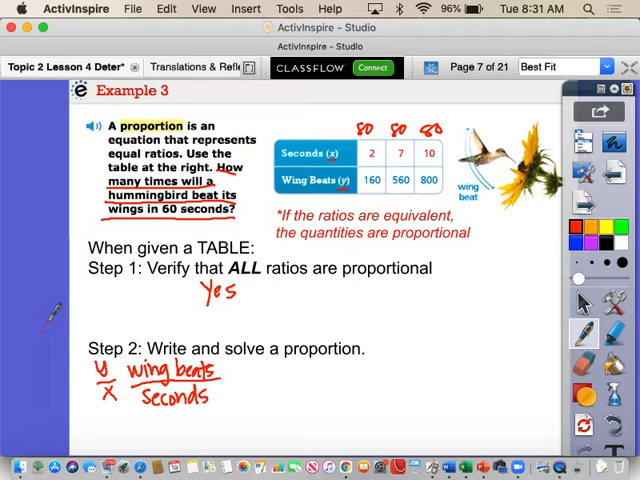 ActivInspire File Edit View Insert Tools Help 96% Tue 8:31 AM
ActivInspire - Studio
ActivInspire - Studio
Topic 2 Lesson 4 Deter* Translations & Refle CLASSFLOW Connect Page 7 of 21 Best Fit
e Example 3
A proportion is an
equation that represents
equal ratios. Use the
table at the right. How
many times will a
hummingbird beat its
wings in 60 seconds?
80 80 80
Seconds (x) 2 7 10
Wing Beats (y) 160 560 800
wing
beat
*If the ratios are equivalent,
the quantities are proportional
When given a TABLE:
Step 1: Verify that ALL ratios are proportional
Yes
Step 2: Write and solve a proportion.
y wing beats
x seconds